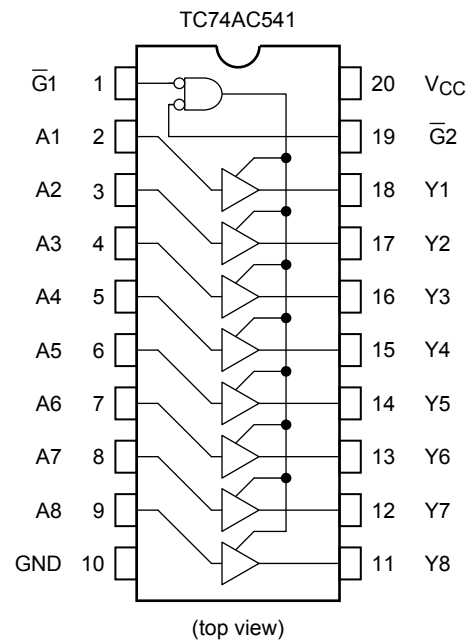 TC74AC541
G̅1 1 20 VCC
A1 2 19 G̅2
A2 3 18 Y1
A3 4 17 Y2
A4 5 16 Y3
A5 6 15 Y4
A6 7 14 Y5
A7 8 13 Y6
A8 9 12 Y7
GND 10 11 Y8
(top view)